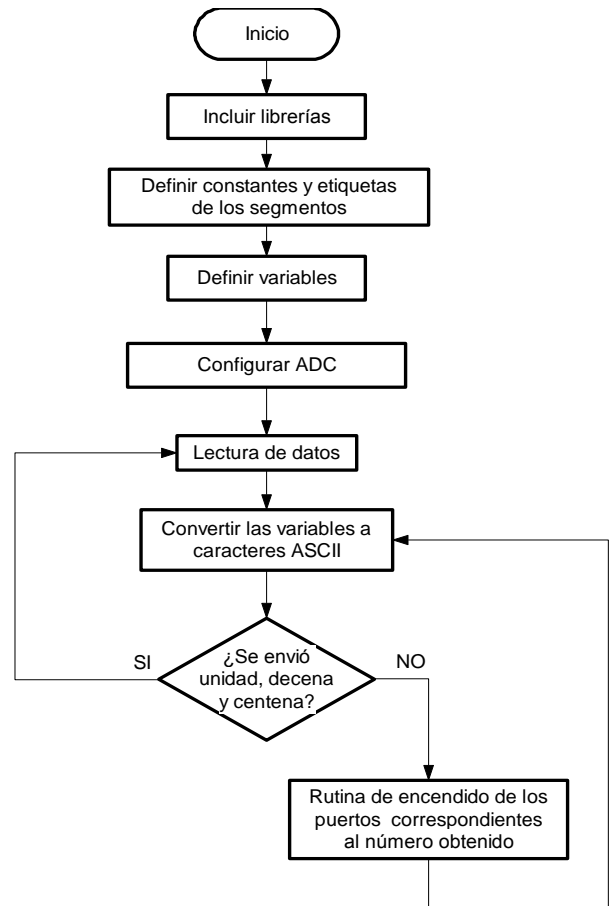 Inicio
Incluir librerías
Definir constantes y etiquetas
de los segmentos
Definir variables
Configurar ADC
Lectura de datos
Convertir las variables a
caracteres ASCII
SI
¿Se envió
unidad, decena
y centena?
NO
Rutina de encendido de los
puertos correspondientes
al número obtenido